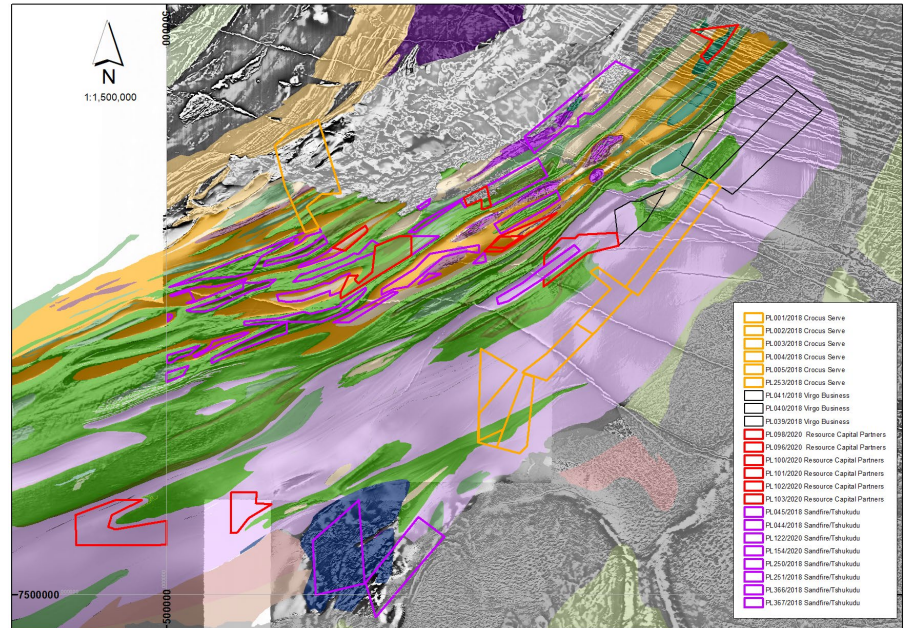 500000
N
1:1,500,000
PL001/2018 Crocus Serve
PL002/2018 Crocus Serve
PL003/2018 Crocus Serve
PL004/2018 Crocus Serve
PL005/2018 Crocus Serve
PL253/2018 Crocus Serve
PL041/2018 Virgo Business
PL040/2018 Virgo Business
PL039/2018 Virgo Business
PL098/2020 Resource Capital Partners
PL096/2020 Resource Capital Partners
PL100/2020 Resource Capital Partners
PL101/2020 Resource Capital Partners
PL102/2020 Resource Capital Partners
PL103/2020 Resource Capital Partners
PL045/2018 Sandfire/Tshukudu
PL044/2018 Sandfire/Tshukudu
PL122/2020 Sandfire/Tshukudu
PL154/2020 Sandfire/Tshukudu
PL250/2018 Sandfire/Tshukudu
PL251/2018 Sandfire/Tshukudu
PL366/2018 Sandfire/Tshukudu
PL367/2018 Sandfire/Tshukudu
7500000
500000